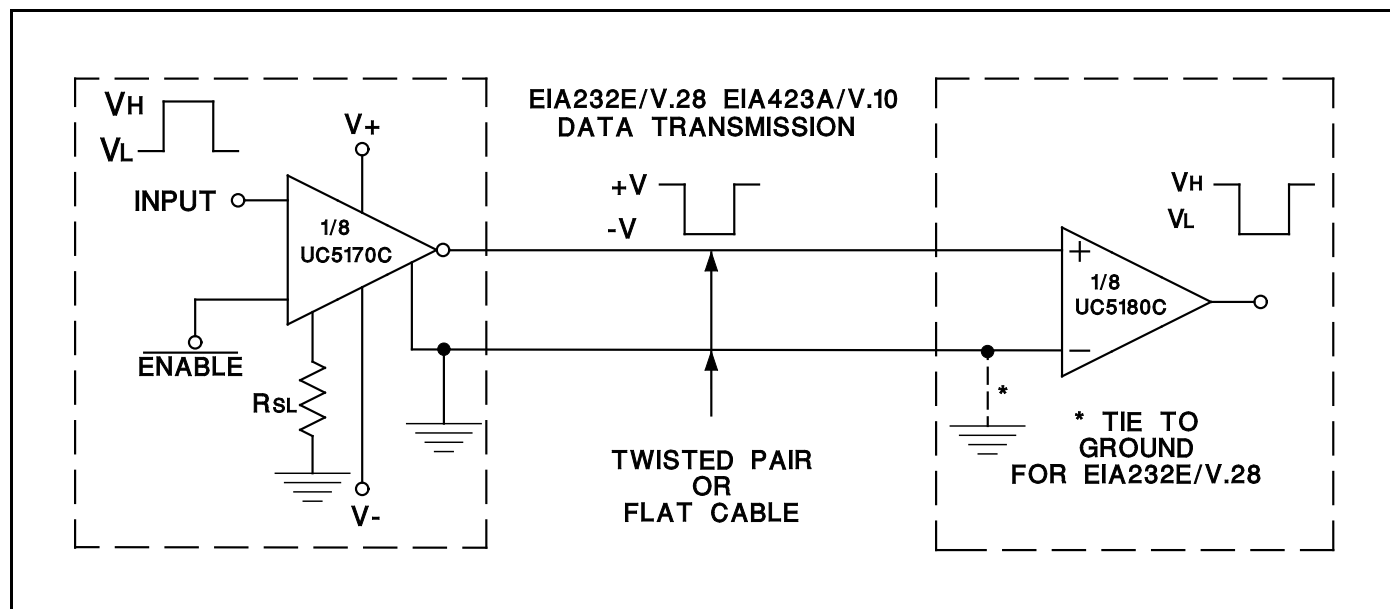 VH
VL
V+
INPUT
1/8
UC5170C
ENABLE
RSL
V-
EIA232E/V.28 EIA423A/V.10
DATA TRANSMISSION
+V
-V
TWISTED PAIR
OR
FLAT CABLE
VH
VL
+
1/8
UC5180C
−
*
* TIE TO
GROUND
FOR EIA232E/V.28